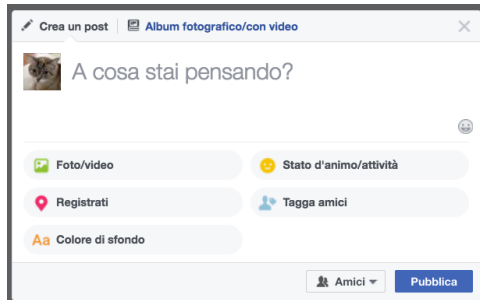 Crea un post Album fotografico/con video
A cosa stai pensando?
Foto/video Stato d'animo/attività
Registrati Tagga amici
Aa Colore di sfondo
Amici Pubblica